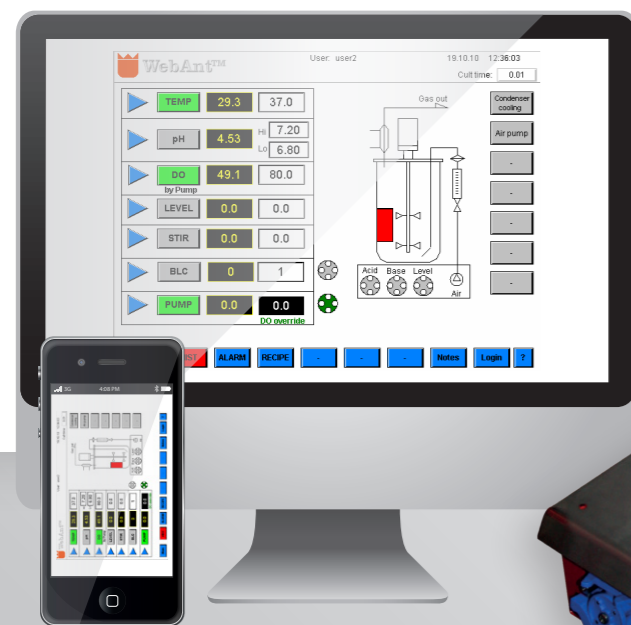 WebAnt™
User: user2
19.10.10 12:36:03
Cult time: 0.01
TEMP 29.3 37.0
pH 4.53 Hi 7.20
Lo 6.80
DO 49.1 80.0
by Pump
LEVEL 0.0 0.0
STIR 0.0 0.0
BLC 0 1
PUMP 0.0 0.0
DO override
Gas out
Acid Base Level
Air
Condenser
cooling
Air pump
-
-
-
-
-
ALARM RECIPE - - - Notes Login ?
3G 4:08 PM